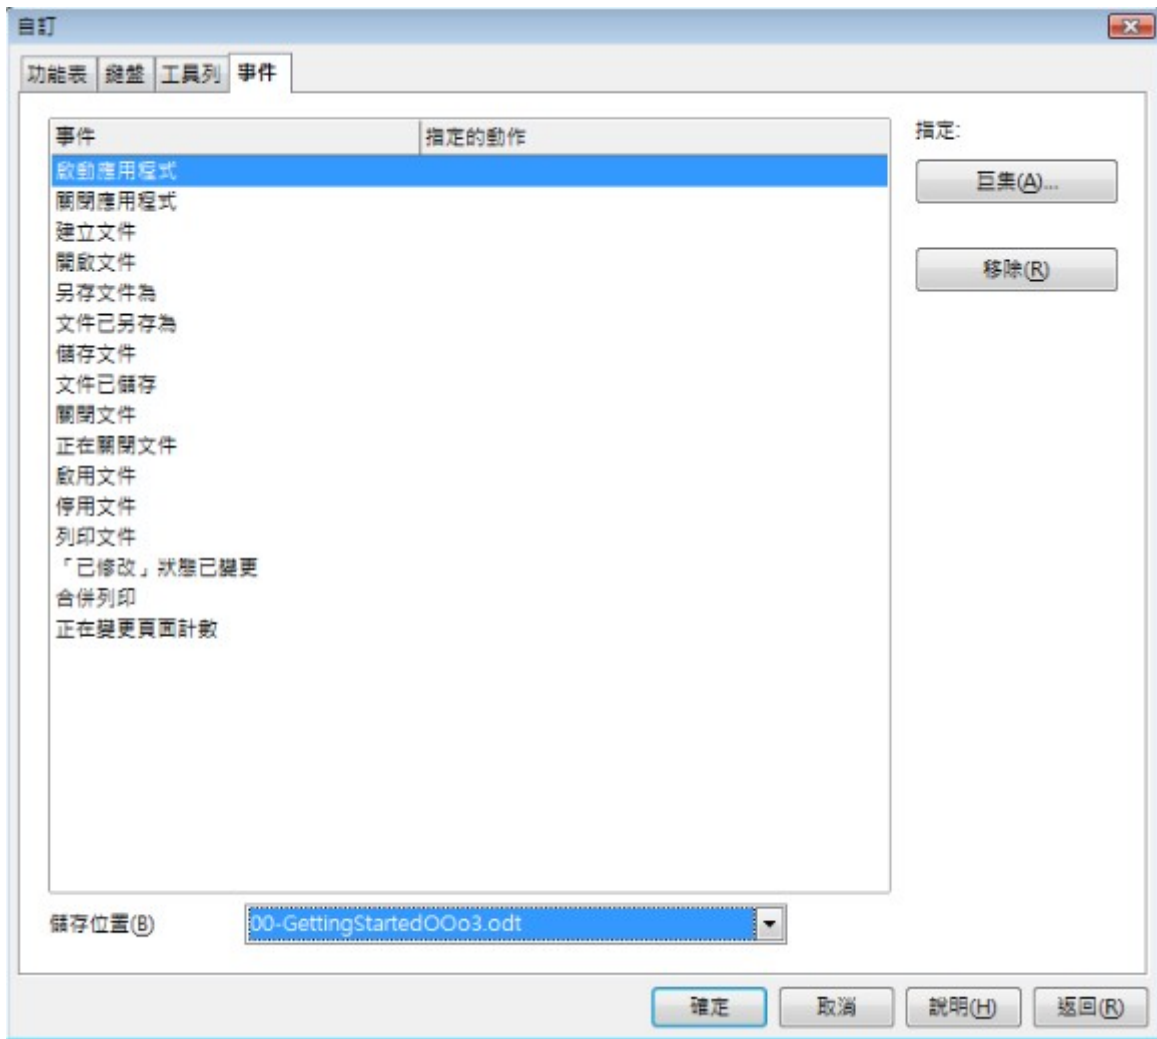 自訂
功能表 鍵盤 工具列 事件
事件 指定的動作
指定:
啟動應用程式
巨集(A)...
關閉應用程式
建立文件
開啟文件
移除(R)
另存文件為
文件已另存為
儲存文件
文件已儲存
關閉文件
正在關閉文件
啟用文件
停用文件
列印文件
「已修改」狀態已變更
合併列印
正在變更頁面計數
儲存位置(B) 00-GettingStartedOOo3.odt
確定 取消 說明(H) 返回(R)